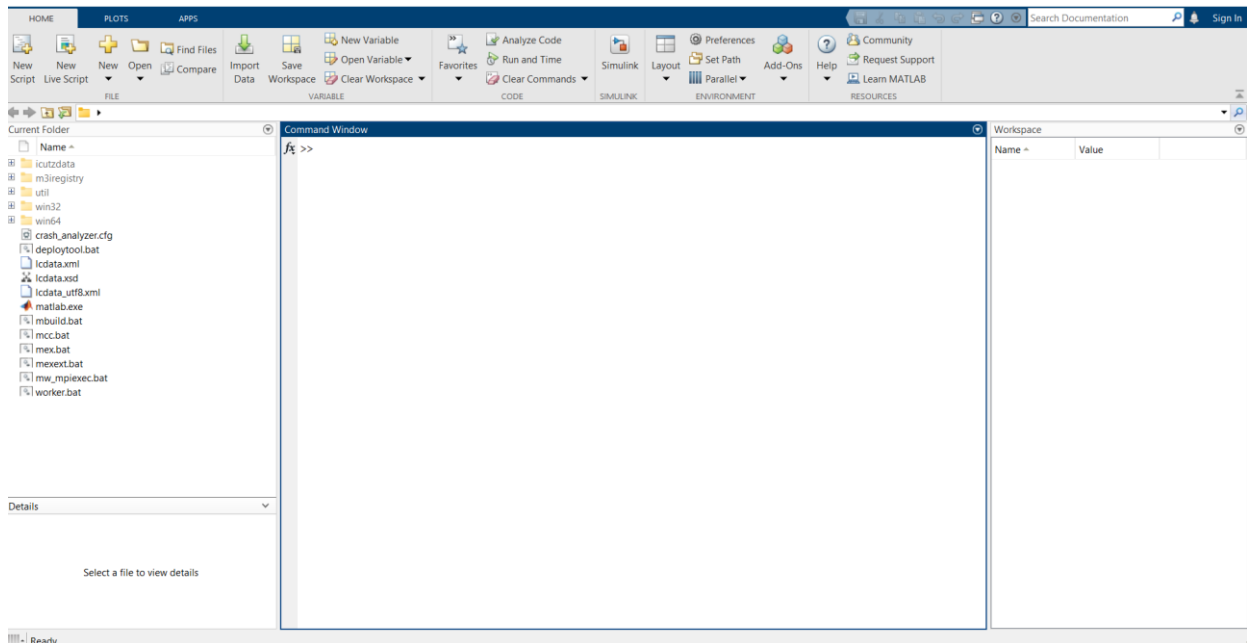 HOME PLOTS APPS Search Documentation Sign In
New Script
New Live Script
New
Open
Find Files
Compare
FILE
Import Data
Save Workspace
New Variable
Open Variable
Clear Workspace
VARIABLE
Favorites
Analyze Code
Run and Time
Clear Commands
CODE
Simulink
SIMULINK
Layout
Preferences
Set Path
Parallel
Add-Ons
ENVIRONMENT
Help
Community
Request Support
Learn MATLAB
RESOURCES
Current Folder
Name
icutzdata
m3iregistry
util
win32
win64
crash_analyzer.cfg
deploytool.bat
lcdata.xml
lcdata.xsd
lcdata_utf8.xml
matlab.exe
mbuild.bat
mcc.bat
mex.bat
mexext.bat
mw_mpiexec.bat
worker.bat
Details
Select a file to view details
Command Window
fx >>
Workspace
Name Value
Ready